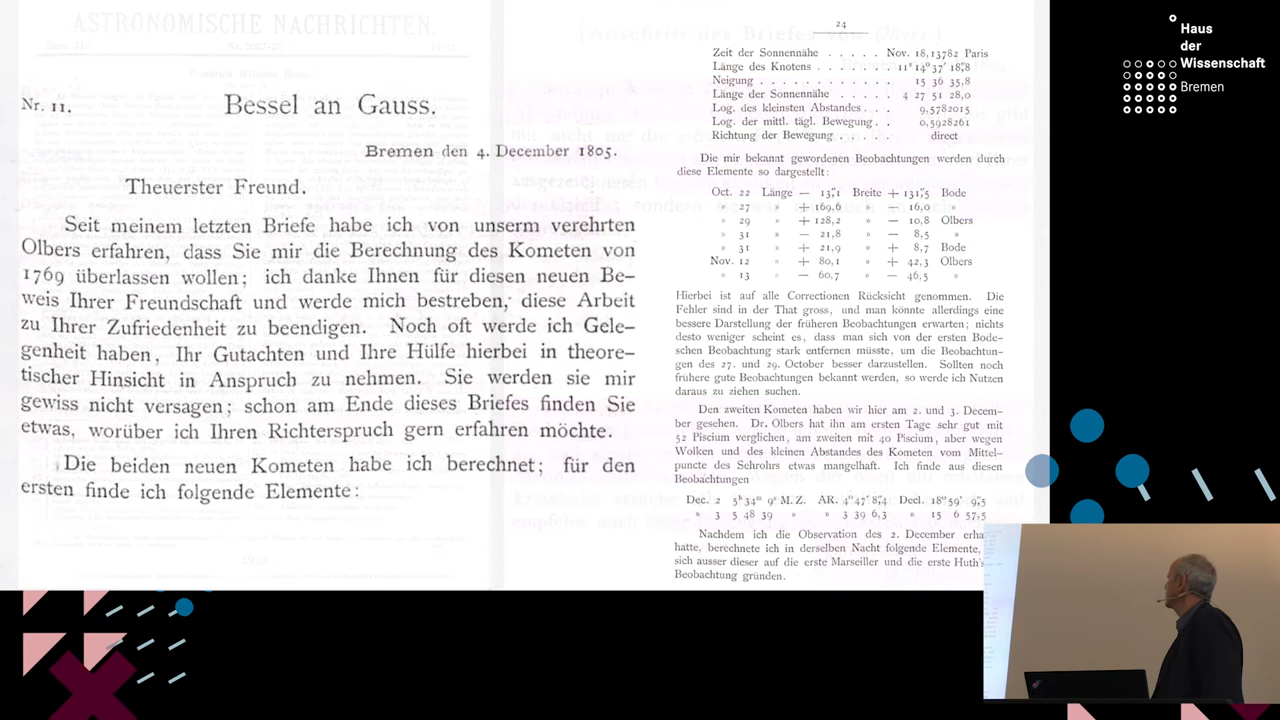 ASTRONOMISCHE NACHRICHTEN.
Nr. 11.
Bessel an Gauss.
Bremen den 4. December 1805.
Theuerster Freund.
Seit meinem letzten Briefe habe ich von unserm verehrten
Olbers erfahren, dass Sie mir die Berechnung des Kometen von
1769 überlassen wollen; ich danke Ihnen für diesen neuen Be-
weis Ihrer Freundschaft und werde mich bestreben, diese Arbeit
zu Ihrer Zufriedenheit zu beendigen. Noch oft werde ich Gele-
genheit haben, Ihr Gutachten und Ihre Hülfe hierbei in theore-
tischer Hinsicht in Anspruch zu nehmen. Sie werden sie mir
gewiss nicht versagen; schon am Ende dieses Briefes finden Sie
etwas, worüber ich Ihren Richterspruch gern erfahren möchte.
Die beiden neuen Kometen habe ich berechnet; für den
ersten finde ich folgende Elemente:
24
Zeit der Sonnennähe . . . . . Nov. 18,13782 Paris
Länge des Knotens . . . . . . . 11ˢ 14° 37' 18",8
Neigung . . . . . . . . . . . . . 15 36 35,8
Länge der Sonnennähe . . . . . 4 27 51 28,0
Log. des kleinsten Abstandes . . . 9,5782015
Log. der mittl. tägl. Bewegung . . 0,5928261
Richtung der Bewegung . . . . . direct
Die mir bekannt gewordenen Beobachtungen werden durch
diese Elemente so dargestellt:
Oct. 22 Länge — 13",1 Breite + 131",5 Bode
» 27 » + 169,6 » — 16,0 »
» 29 » + 128,2 » — 10,8 Olbers
» 31 » — 21,8 » — 8,5 »
» 31 » + 21,9 » + 8,7 Bode
Nov. 12 » + 80,1 » + 42,3 Olbers
» 13 » — 60,7 » — 46,5 »
Hierbei ist auf alle Correctionen Rücksicht genommen. Die
Fehler sind in der That gross, und man könnte allerdings eine
bessere Darstellung der früheren Beobachtungen erwarten; nichts
desto weniger scheint es, dass man sich von der ersten Bode-
schen Beobachtung stark entfernen müsste, um die Beobachtun-
gen des 27. und 29. October besser darzustellen. Sollten noch
frühere gute Beobachtungen bekannt werden, so werde ich Nutzen
daraus zu ziehen suchen.
Den zweiten Kometen haben wir hier am 2. und 3. Decem-
ber gesehen. Dr. Olbers hat ihn am ersten Tage sehr gut mit
52 Piscium verglichen, am zweiten mit 40 Piscium, aber wegen
Wolken und des kleinen Abstandes des Kometen vom Mittel-
puncte des Sehrohrs etwas mangelhaft. Ich finde aus diesen
Beobachtungen
Dec. 2 5ʰ 34ᵐ 9ˢ M.Z. AR. 4° 47' 8",4 Decl. 18° 59' 9",5
» 3 5 48 39 » » 3 39 6,3 » 15 6 57,5
Nachdem ich die Observation des 2. December erha
hatte, berechnete ich in derselben Nacht folgende Elemente,
sich ausser dieser auf die erste Marseiller und die erste Huth's
Beobachtung gründen.
Haus
der
Wissenschaft
Bremen